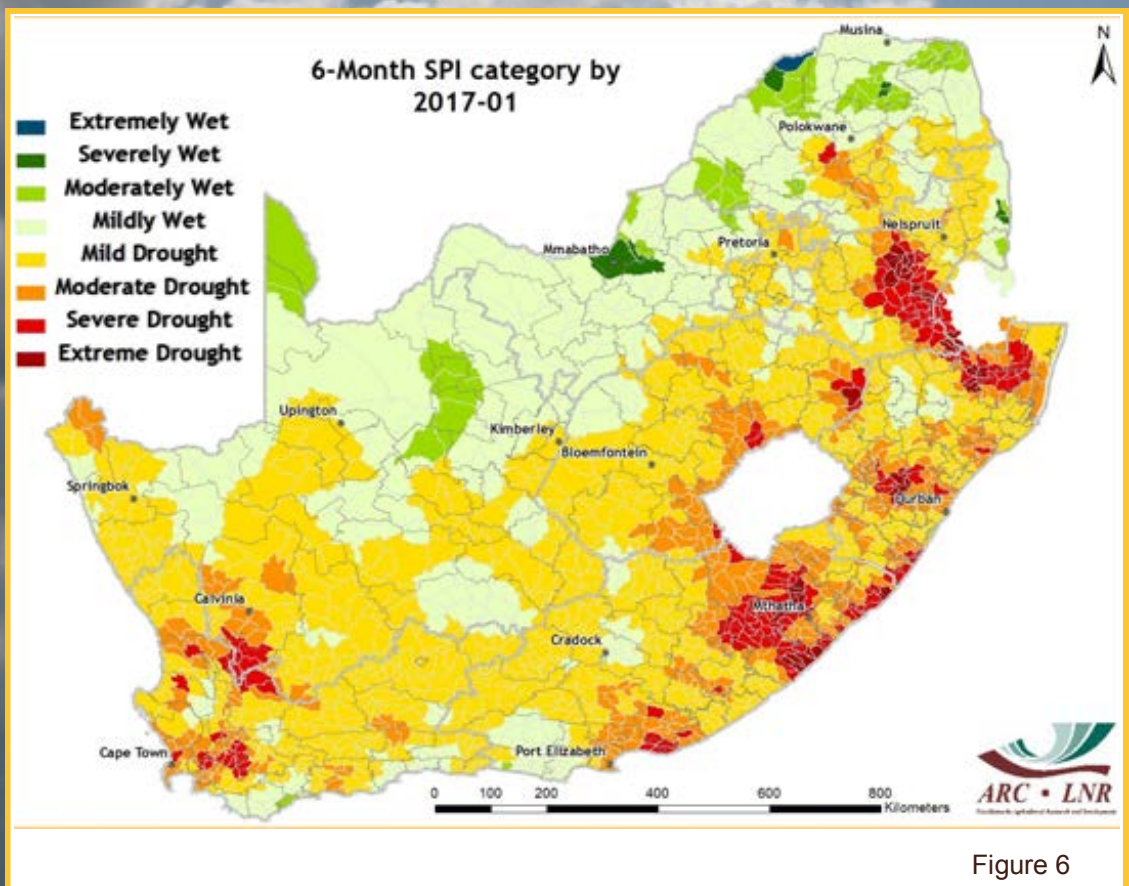 6-Month SPI category by
2017-01
Extremely Wet
Severely Wet
Moderately Wet
Mildly Wet
Mild Drought
Moderate Drought
Severe Drought
Extreme Drought
N
Musina
Polokwane
Nelspruit
Pretoria
Mmabatho
Upington
Kimberley
Bloemfontein
Springbok
Durban
Calvinia
Mthatha
Cradock
Cape Town
Port Elizabeth
0 100 200 400 600 800
Kilometers
ARC • LNR
Figure 6